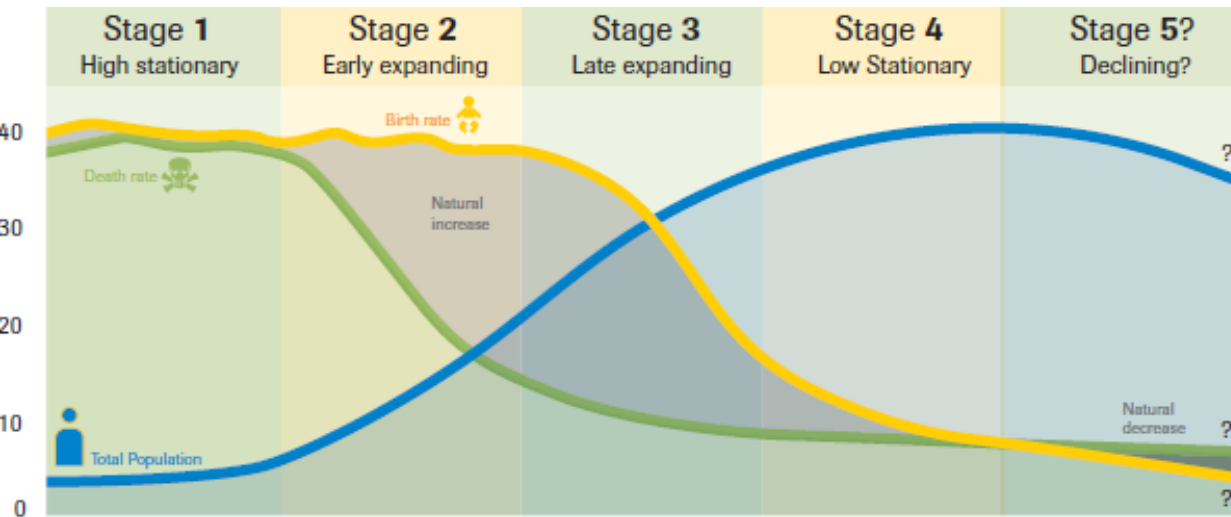 Stage 1
High stationary
Stage 2
Early expanding
Stage 3
Late expanding
Stage 4
Low Stationary
Stage 5?
Declining?
40
30
20
10
0
Birth rate
Death rate
Natural
increase
Total Population
Natural
decrease
?
?
?